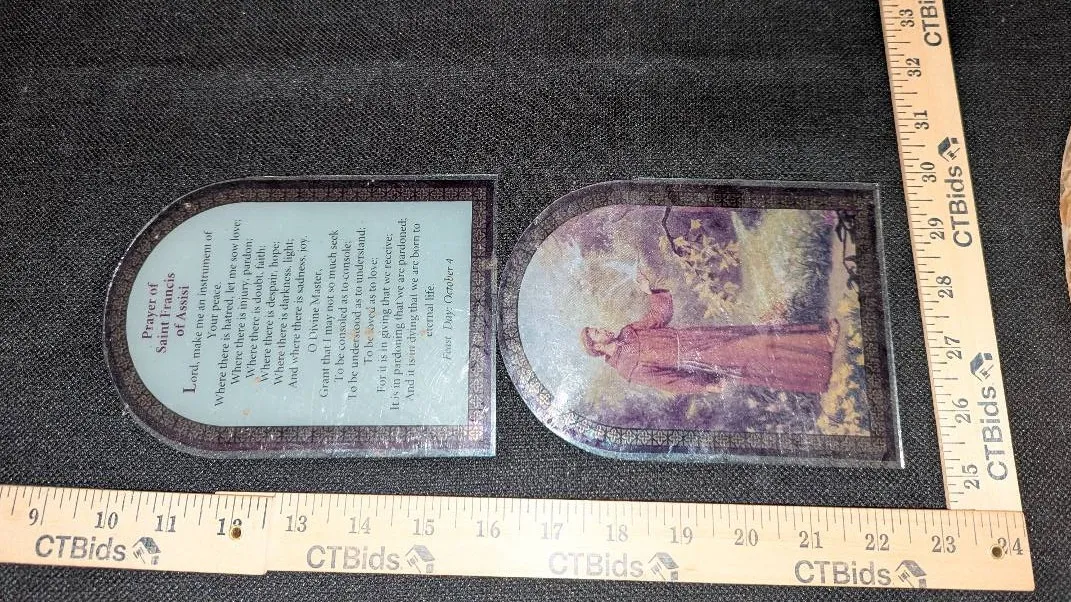 Prayer of
Saint Francis
of Assisi
Lord, make me an instrument of
Your peace.
Where there is hatred, let me sow love;
Where there is injury, pardon;
Where there is doubt, faith;
Where there is despair, hope;
Where there is darkness, light;
And where there is sadness, joy.
O Divine Master,
Grant that I may not so much seek
To be consoled as to console;
To be understood as to understand;
To be loved as to love;
For it is in giving that we receive;
It is in pardoning that we are pardoned;
And it is in dying that we are born to
eternal life
Feast Day: October 4
9 10 11 12 13 14 15 16 17 18 19 20 21 22 23 24
CTBids CTBids CTBids CTBids
25 26 27 28 29 30 31 32 33
CTBids CTBids CTBi